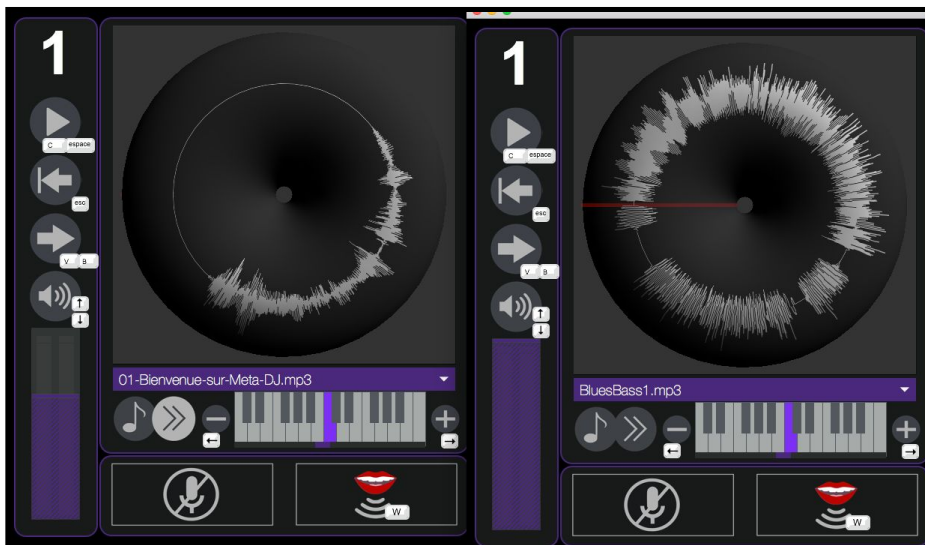 1
C espace
esc
V B
↑
↓
01-Bienvenue-sur-Meta-DJ.mp3
←
→
W
1
C espace
esc
V B
↑
↓
BluesBass1.mp3
←
→
W